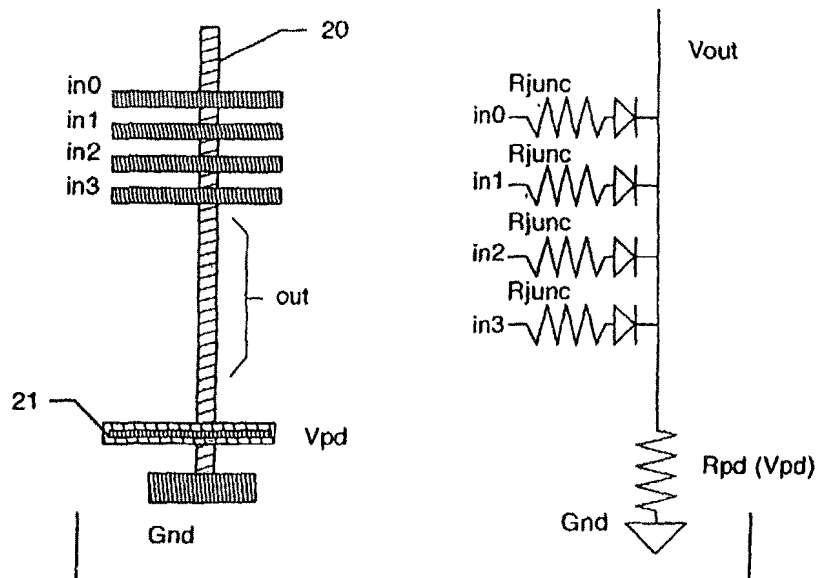 20
in0
in1
in2
in3
out
21
Vpd
Gnd
Vout
Rjunc
in0
Rjunc
in1
Rjunc
in2
Rjunc
in3
Rpd (Vpd)
Gnd